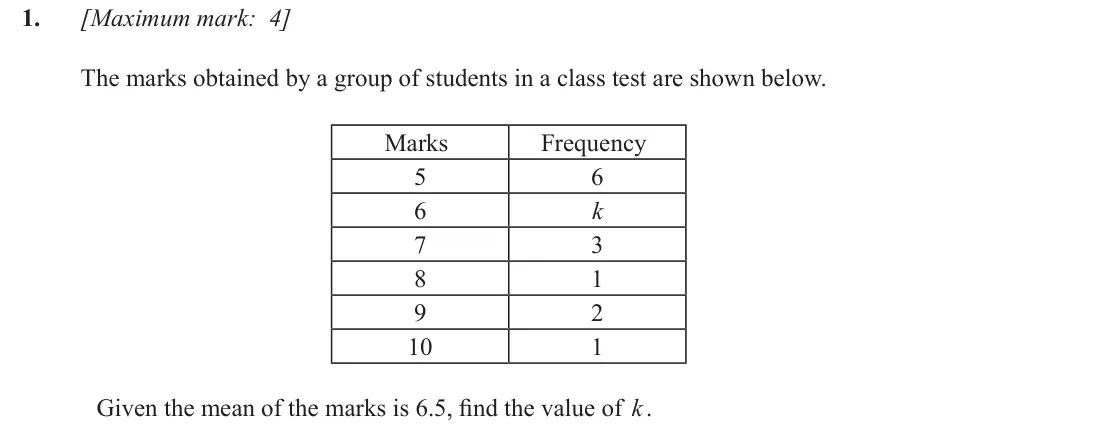 1. [Maximum mark: 4]
The marks obtained by a group of students in a class test are shown below.
Marks Frequency
5 6
6 k
7 3
8 1
9 2
10 1
Given the mean of the marks is 6.5, find the value of k.